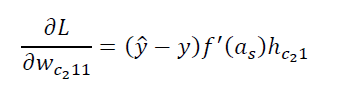 ∂L/∂w_{c_2 11} = (ŷ − y)f′(a_s)h_{c_2 1}